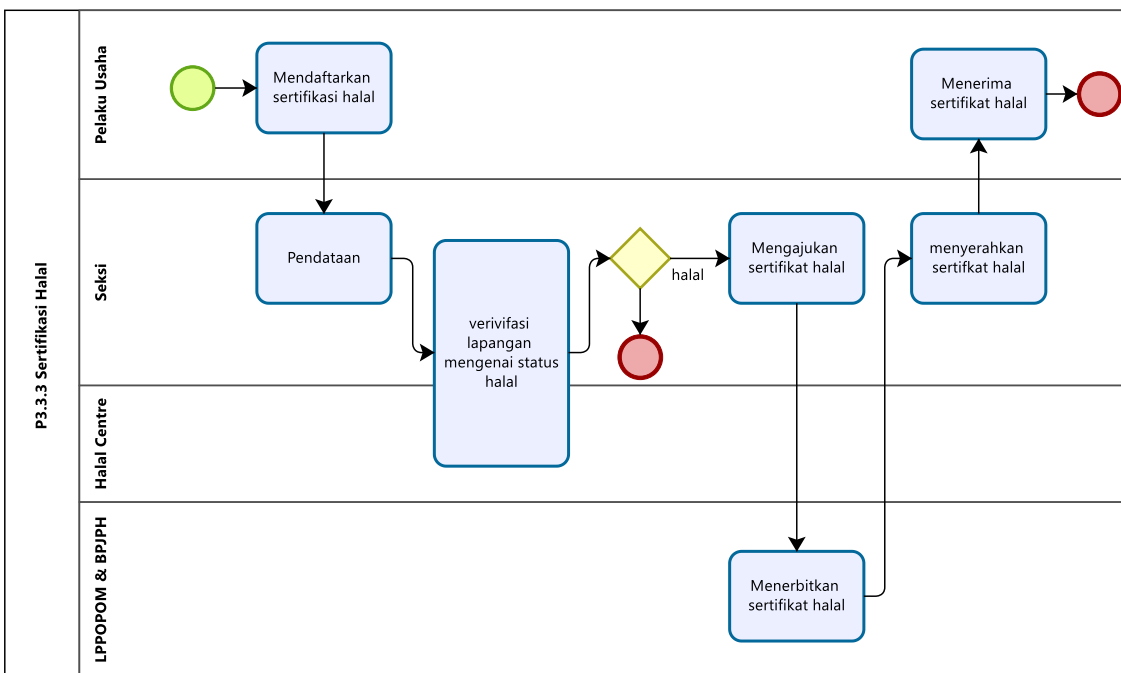 P3.3.3 Sertifikasi Halal
Pelaku Usaha
Mendaftarkan
sertifikasi halal
Menerima
sertifikat halal
Seksi
Pendataan
verivifasi
lapangan
mengenai status
halal
halal
Mengajukan
sertifikat halal
menyerahkan
sertifkat halal
Halal Centre
LPPOPOM & BPJPH
Menerbitkan
sertifikat halal